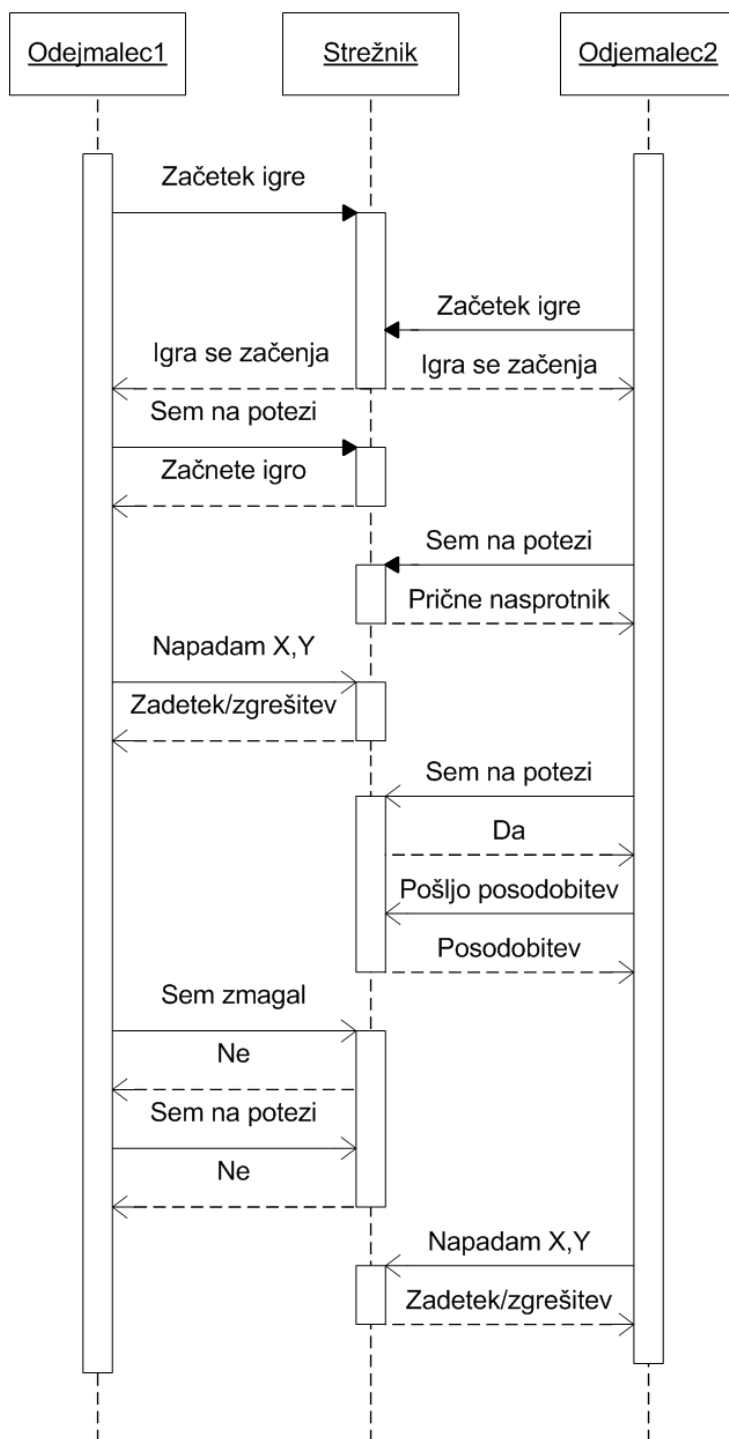 Odejmalec1
Strežnik
Odjemalec2
Začetek igre
Začetek igre
Igra se začenja
Igra se začenja
Sem na potezi
Začnete igro
Sem na potezi
Prične nasprotnik
Napadam X,Y
Zadetek/zgrešitev
Sem na potezi
Da
Pošljo posodobitev
Posodobitev
Sem zmagal
Ne
Sem na potezi
Ne
Napadam X,Y
Zadetek/zgrešitev